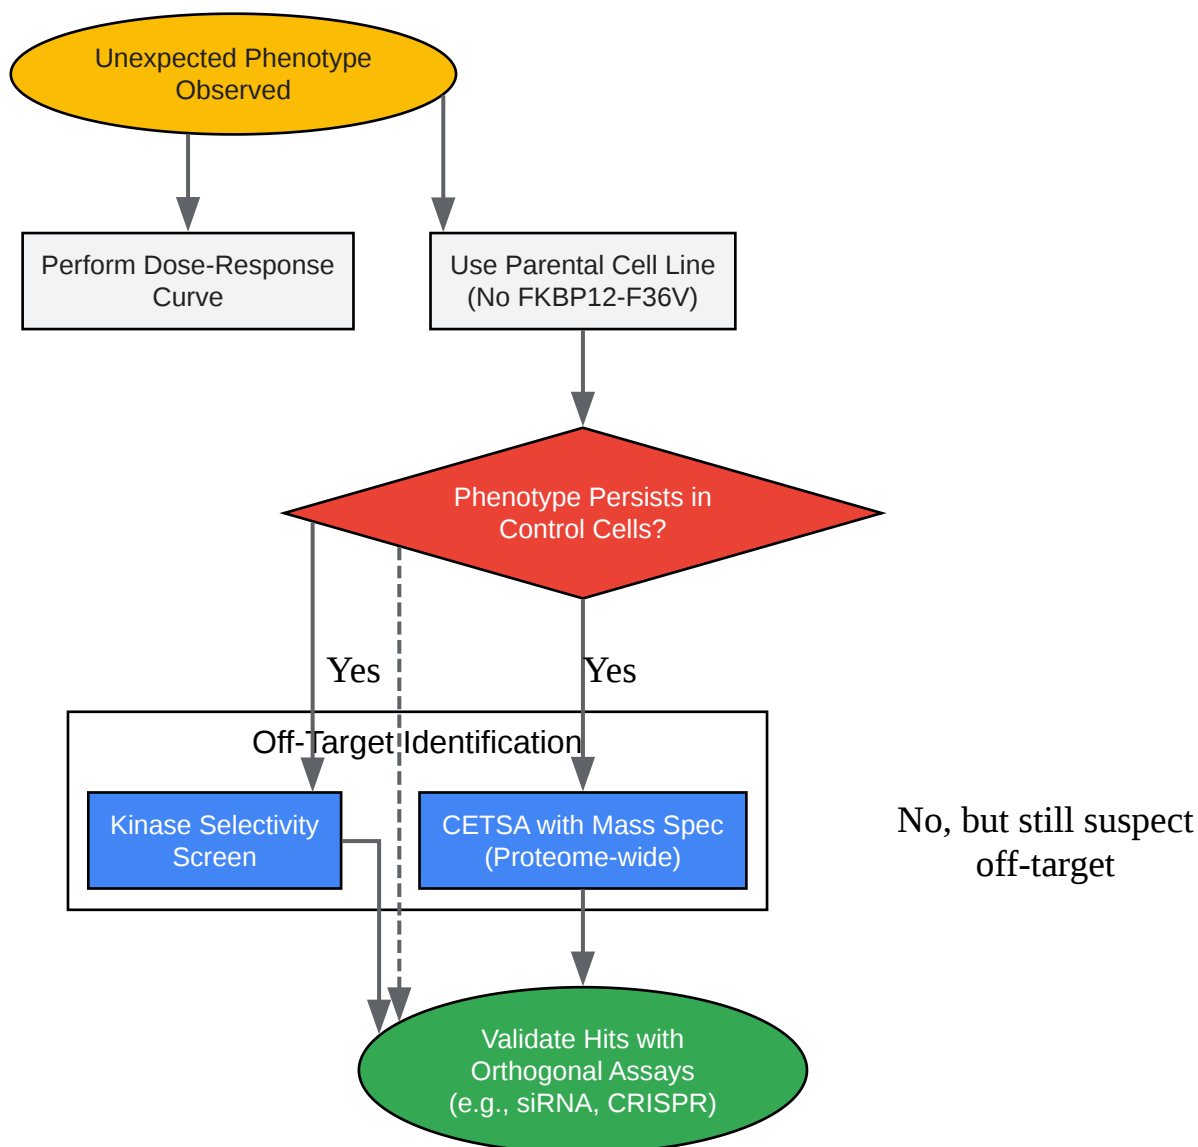 Unexpected Phenotype
Observed
Perform Dose-Response
Curve
Use Parental Cell Line
(No FKBP12-F36V)
Phenotype Persists in
Control Cells?
Yes
Yes
Off-Target Identification
Kinase Selectivity
Screen
CETSA with Mass Spec
(Proteome-wide)
No, but still suspect
off-target
Validate Hits with
Orthogonal Assays
(e.g., siRNA, CRISPR)